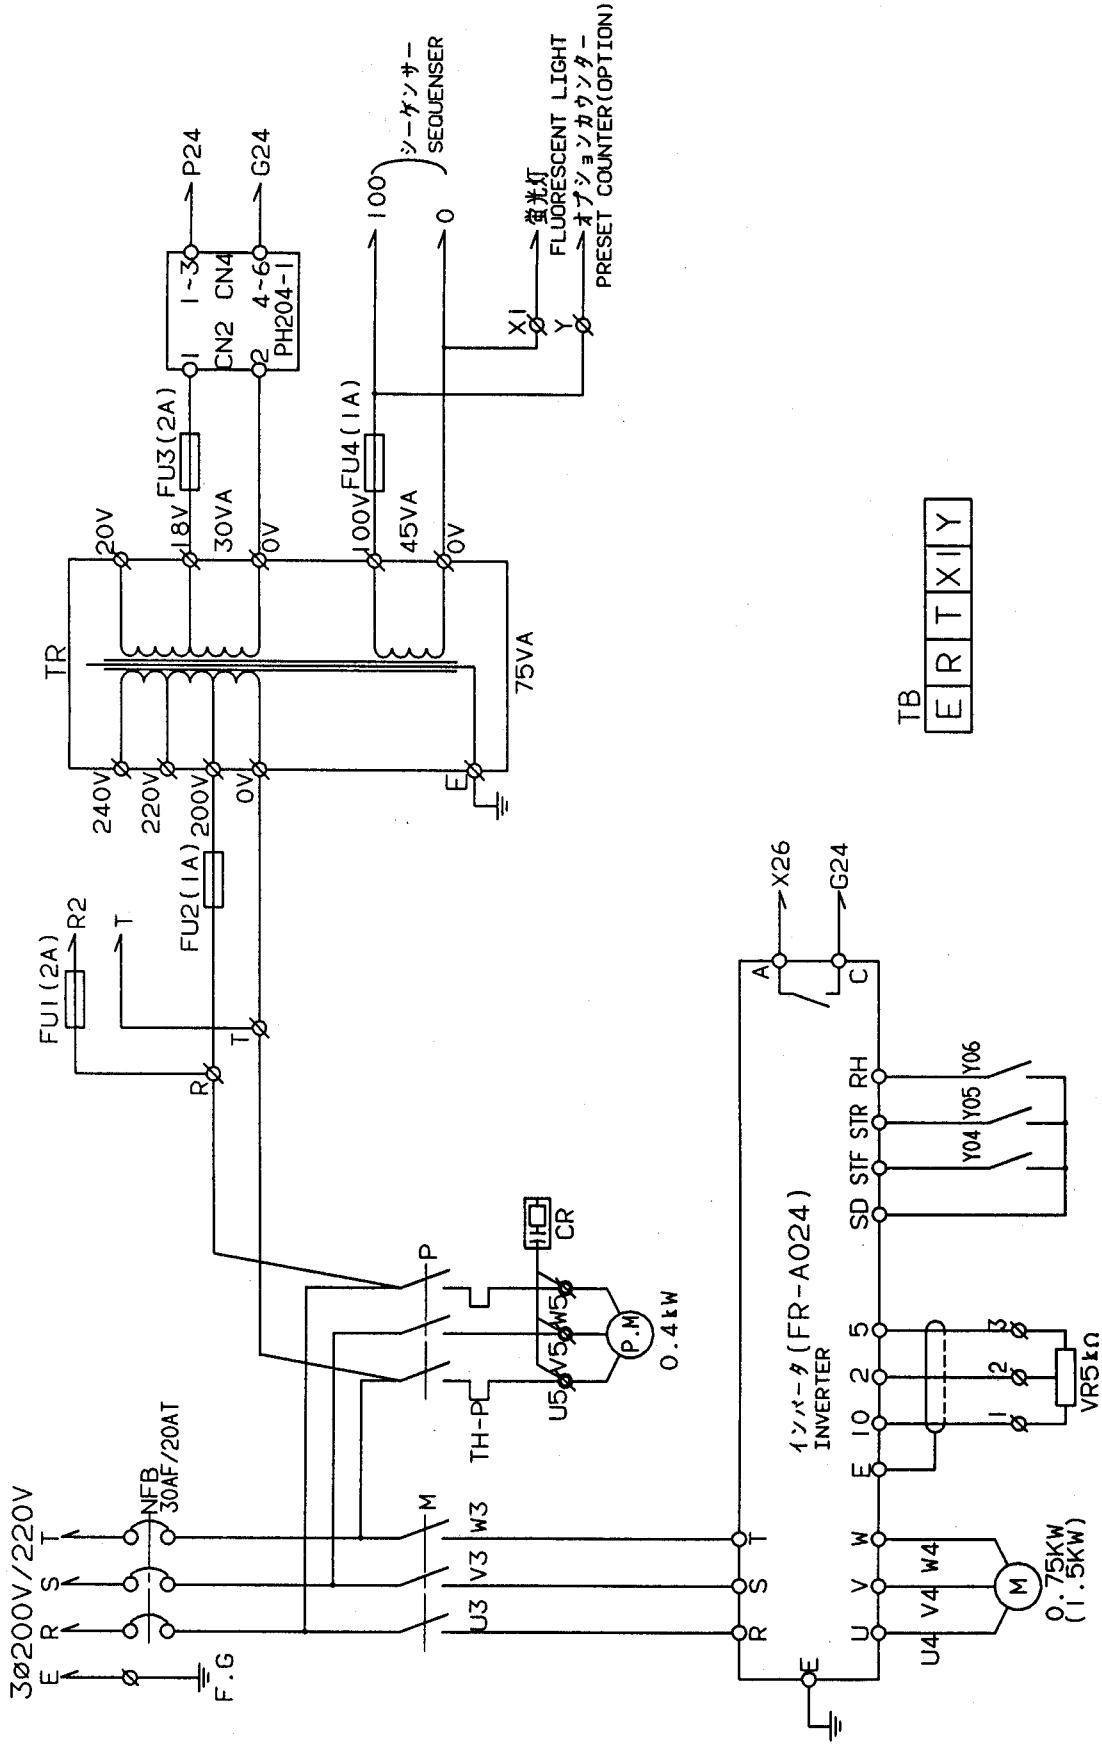 3ø200V/220V
E
R
S
T
NFB
30AF/20AT
F.G
M
P
U3
V3
W3
TH-P
U5
V5
W5
CR
P.M
0.4kW
R
T
FU1(2A)
R2
T
FU2(1A)
TR
240V
220V
200V
0V
E
75VA
20V
18V
30VA
0V
100V
45VA
0V
FU3(2A)
FU4(1A)
1
2
CN2
CN4
1~3
4~6
PH204-1
P24
G24
100
0
シーケンサー
SEQUENSER
X1
Y
蛍光灯
FLUORESCENT LIGHT
オプションカウンター
PRESET COUNTER(OPTION)
TB
E
R
T
X1
Y
インバータ(FR-A024)
INVERTER
R
S
T
E
U
V
W
E
10
2
5
SD
STF
STR
RH
A
C
X26
G24
Y04
Y05
Y06
U4
V4
W4
M
0.75KW
(1.5KW)
1
2
3
VR5kΩ